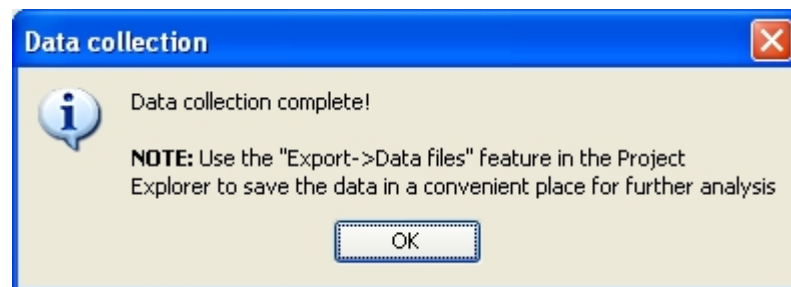 Data collection
Data collection complete!
NOTE: Use the "Export->Data files" feature in the Project
Explorer to save the data in a convenient place for further analysis
OK